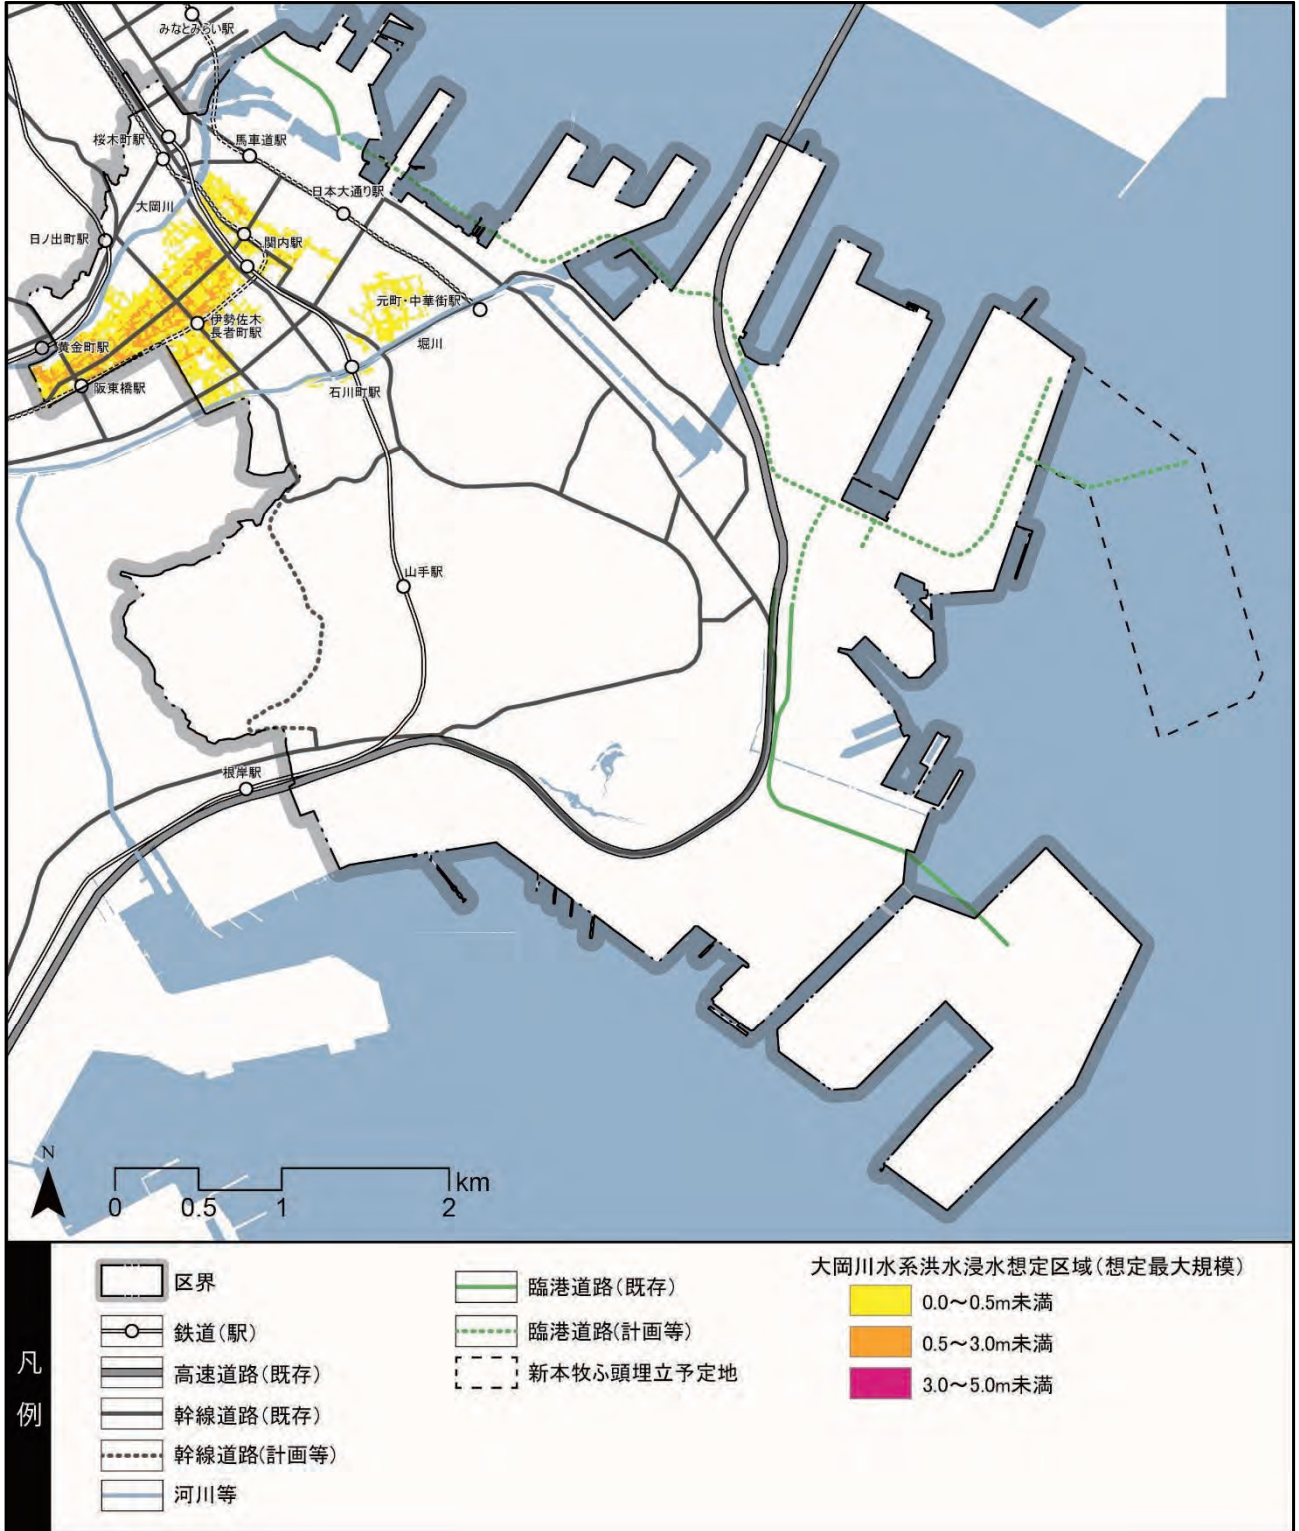 みなとみらい駅
桜木町駅
馬車道駅
日本大通り駅
大岡川
日ノ出町駅
関内駅
元町・中華街駅
伊勢佐木
長者町駅
堀川
黄金町駅
阪東橋駅
石川町駅
山手駅
根岸駅
N
0 0.5 1 2 km
凡例
区界
鉄道(駅)
高速道路(既存)
幹線道路(既存)
幹線道路(計画等)
河川等
臨港道路(既存)
臨港道路(計画等)
新本牧ふ頭埋立予定地
大岡川水系洪水浸水想定区域(想定最大規模)
0.0～0.5m未満
0.5～3.0m未満
3.0～5.0m未満